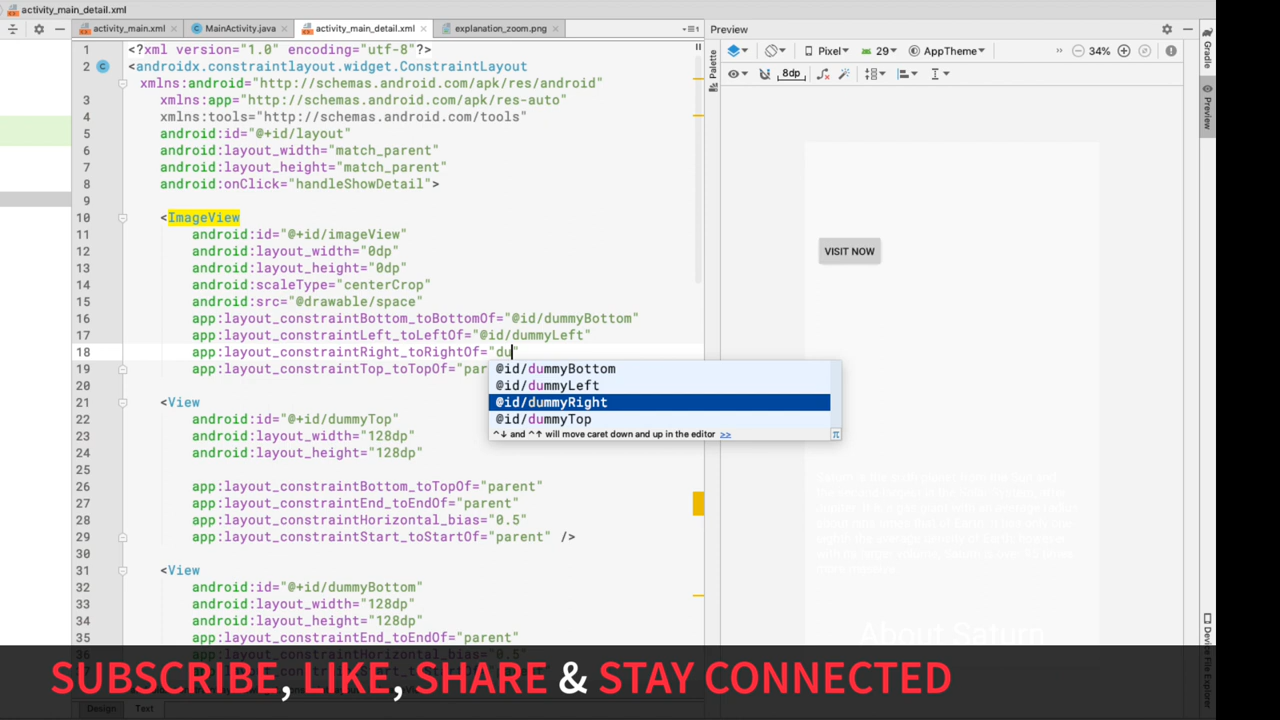 activity_main_detail.xml
activity_main.xml
MainActivity.java
activity_main_detail.xml
explanation_zoom.png
Preview
Pixel
29
AppTheme
34%
8dp
Palette
Gradle
Preview
Device File Explorer
1 <?xml version="1.0" encoding="utf-8"?>
2 <androidx.constraintlayout.widget.ConstraintLayout
xmlns:android="http://schemas.android.com/apk/res/android"
3 xmlns:app="http://schemas.android.com/apk/res-auto"
4 xmlns:tools="http://schemas.android.com/tools"
5 android:id="@+id/layout"
6 android:layout_width="match_parent"
7 android:layout_height="match_parent"
8 android:onClick="handleShowDetail">
9
10 <ImageView
11 android:id="@+id/imageView"
12 android:layout_width="0dp"
13 android:layout_height="0dp"
14 android:scaleType="centerCrop"
15 android:src="@drawable/space"
16 app:layout_constraintBottom_toBottomOf="@id/dummyBottom"
17 app:layout_constraintLeft_toLeftOf="@id/dummyLeft"
18 app:layout_constraintRight_toRightOf="du"
19 app:layout_constraintTop_toTopOf="par
@id/dummyBottom
@id/dummyLeft
@id/dummyRight
@id/dummyTop
^↓ and ^↑ will move caret down and up in the editor >>
π
20
21 <View
22 android:id="@+id/dummyTop"
23 android:layout_width="128dp"
24 android:layout_height="128dp"
25
26 app:layout_constraintBottom_toTopOf="parent"
27 app:layout_constraintEnd_toEndOf="parent"
28 app:layout_constraintHorizontal_bias="0.5"
29 app:layout_constraintStart_toStartOf="parent" />
30
31 <View
32 android:id="@+id/dummyBottom"
33 android:layout_width="128dp"
34 android:layout_height="128dp"
35 app:layout_constraintEnd_toEndOf="parent"
VISIT NOW
About Saturn
SUBSCRIBE, LIKE, SHARE & STAY CONNECTED
Design
Text